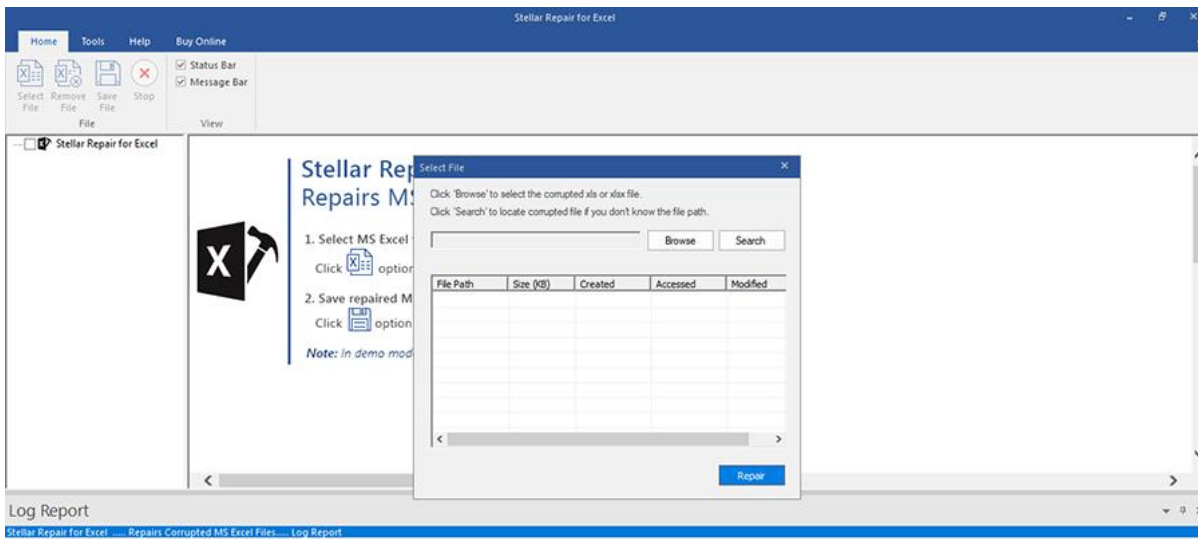 Stellar Repair for Excel
Home Tools Help Buy Online
Select File
Remove File
Save File
Stop
Status Bar
Message Bar
File
View
Stellar Repair for Excel
Stellar Rep
Repairs MS
1. Select MS Excel
Click option
2. Save repaired M
Click option
Note: In demo mod
Select File
Click 'Browse' to select the corrupted xls or xlsx file.
Click 'Search' to locate corrupted file if you don't know the file path.
Browse Search
File Path Size (KB) Created Accessed Modified
Repair
Log Report
Stellar Repair for Excel ..... Repairs Corrupted MS Excel Files..... Log Report